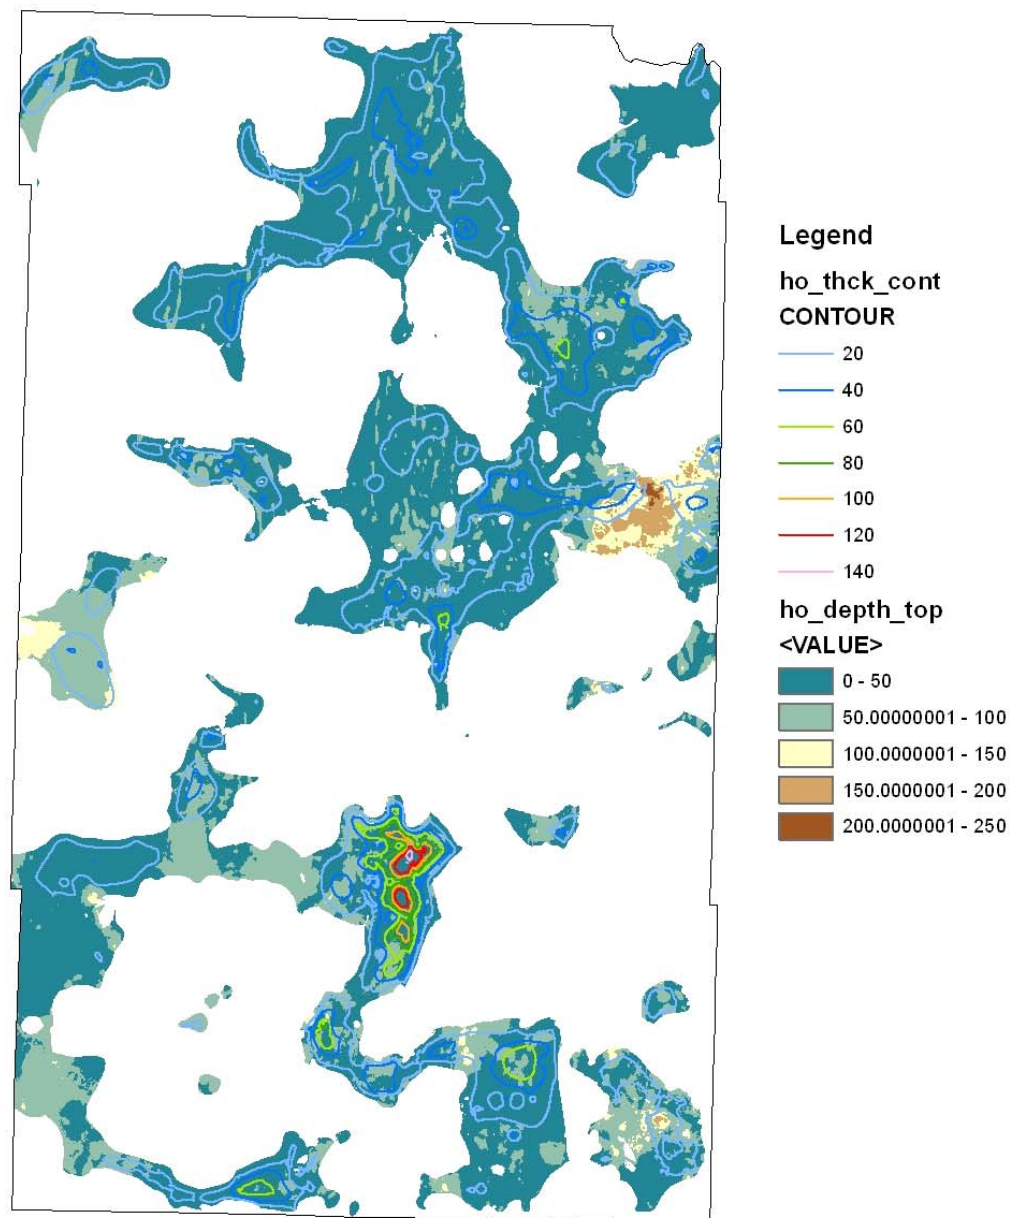 Legend
ho_thck_cont
CONTOUR
20
40
60
80
100
120
140
ho_depth_top
<VALUE>
0 - 50
50.00000001 - 100
100.0000001 - 150
150.0000001 - 200
200.0000001 - 250